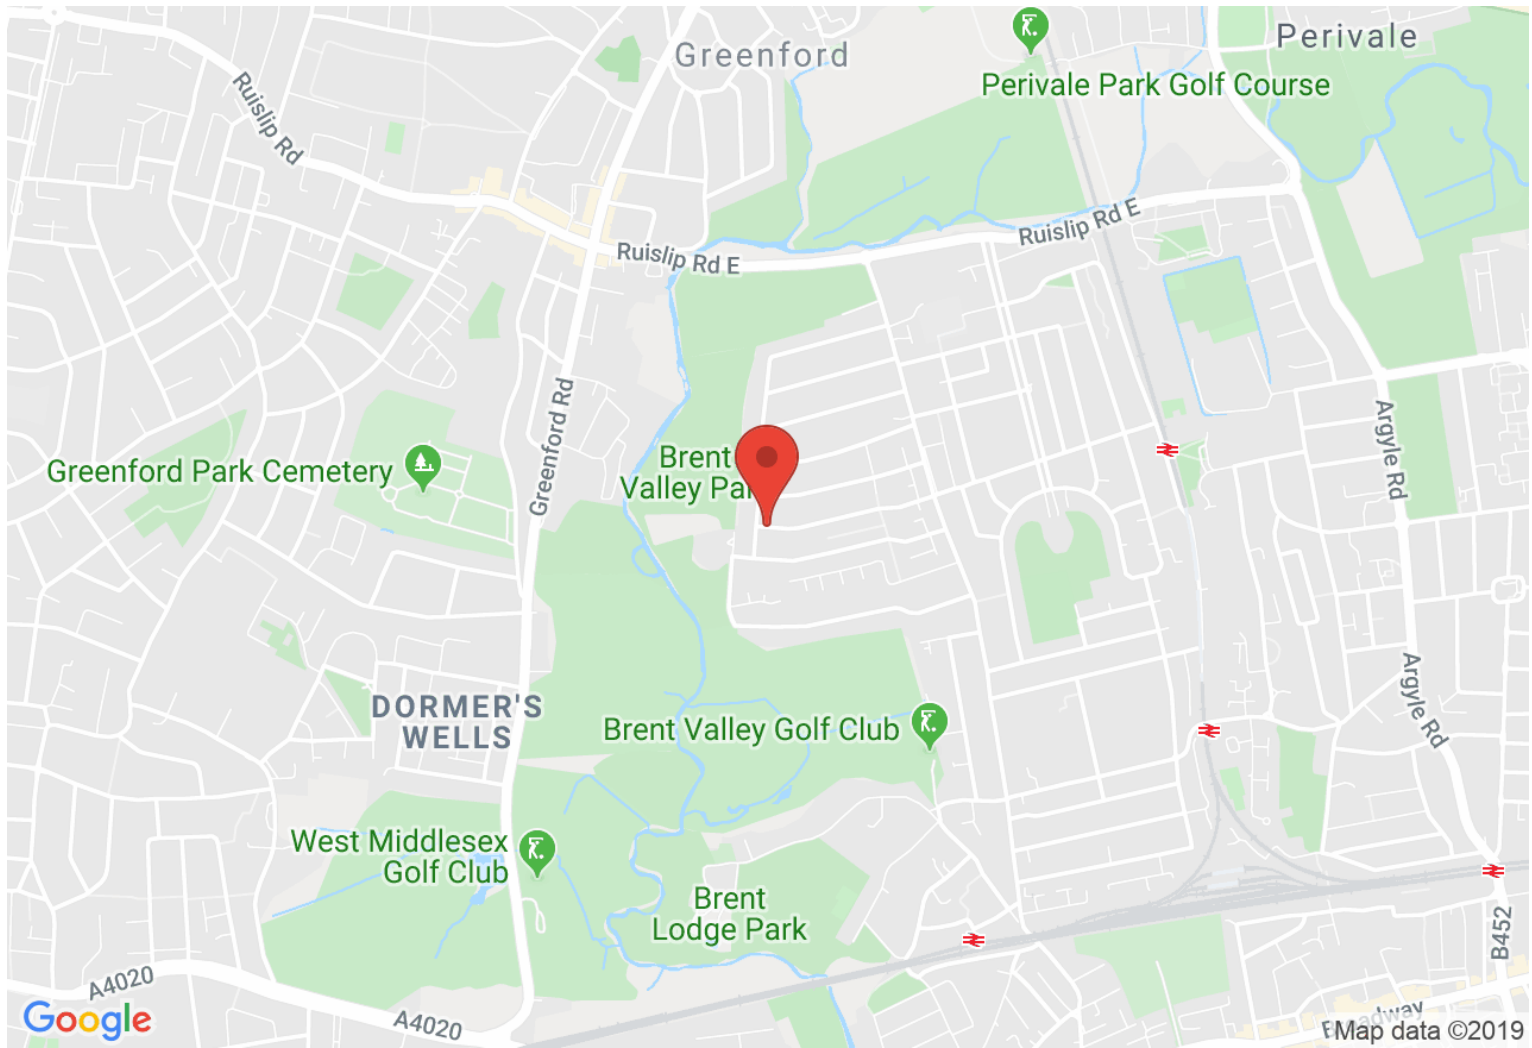 Greenford
Perivale
Perivale Park Golf Course
Ruislip Rd
Ruislip Rd E
Ruislip Rd E
Greenford Rd
Argyle Rd
Brent
Valley
Greenford Park Cemetery
DORMER'S
WELLS
Argyle Rd
Brent Valley Golf Club
West Middlesex
Golf Club
Brent
Lodge Park
B452
A4020
A4020
Google
Map data ©2019